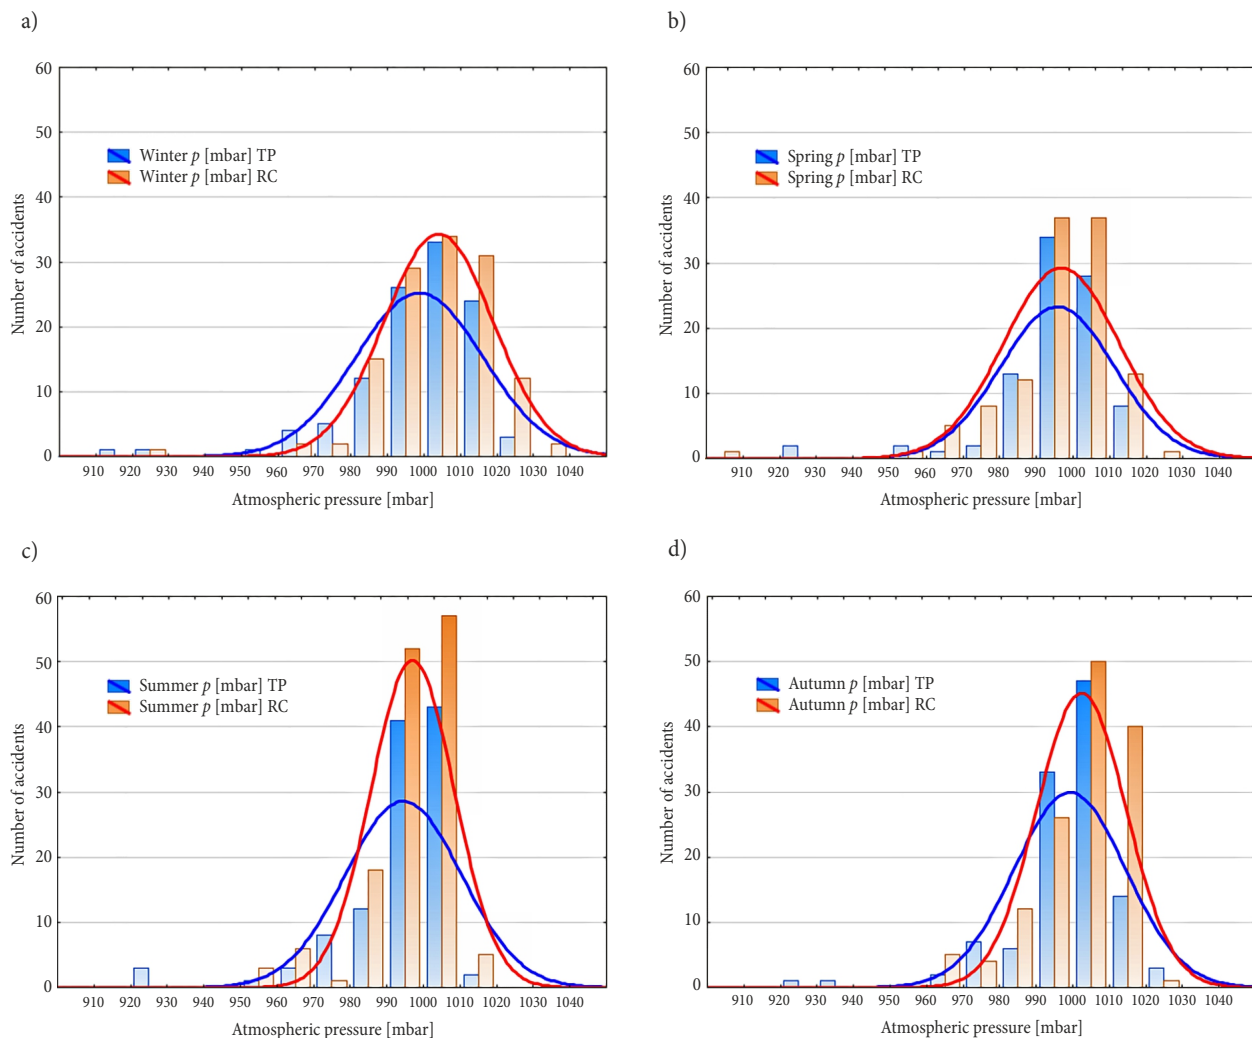 a)
60
50
40
30
20
10
0
Number of accidents
Winter p [mbar] TP
Winter p [mbar] RC
910 920 930 940 950 960 970 980 990 1000 1010 1020 1030 1040
Atmospheric pressure [mbar]
b)
60
50
40
30
20
10
0
Number of accidents
Spring p [mbar] TP
Spring p [mbar] RC
910 920 930 940 950 960 970 980 990 1000 1010 1020 1030 1040
Atmospheric pressure [mbar]
c)
60
50
40
30
20
10
0
Number of accidents
Summer p [mbar] TP
Summer p [mbar] RC
910 920 930 940 950 960 970 980 990 1000 1010 1020 1030 1040
Atmospheric pressure [mbar]
d)
60
50
40
30
20
10
0
Number of accidents
Autumn p [mbar] TP
Autumn p [mbar] RC
910 920 930 940 950 960 970 980 990 1000 1010 1020 1030 1040
Atmospheric pressure [mbar]